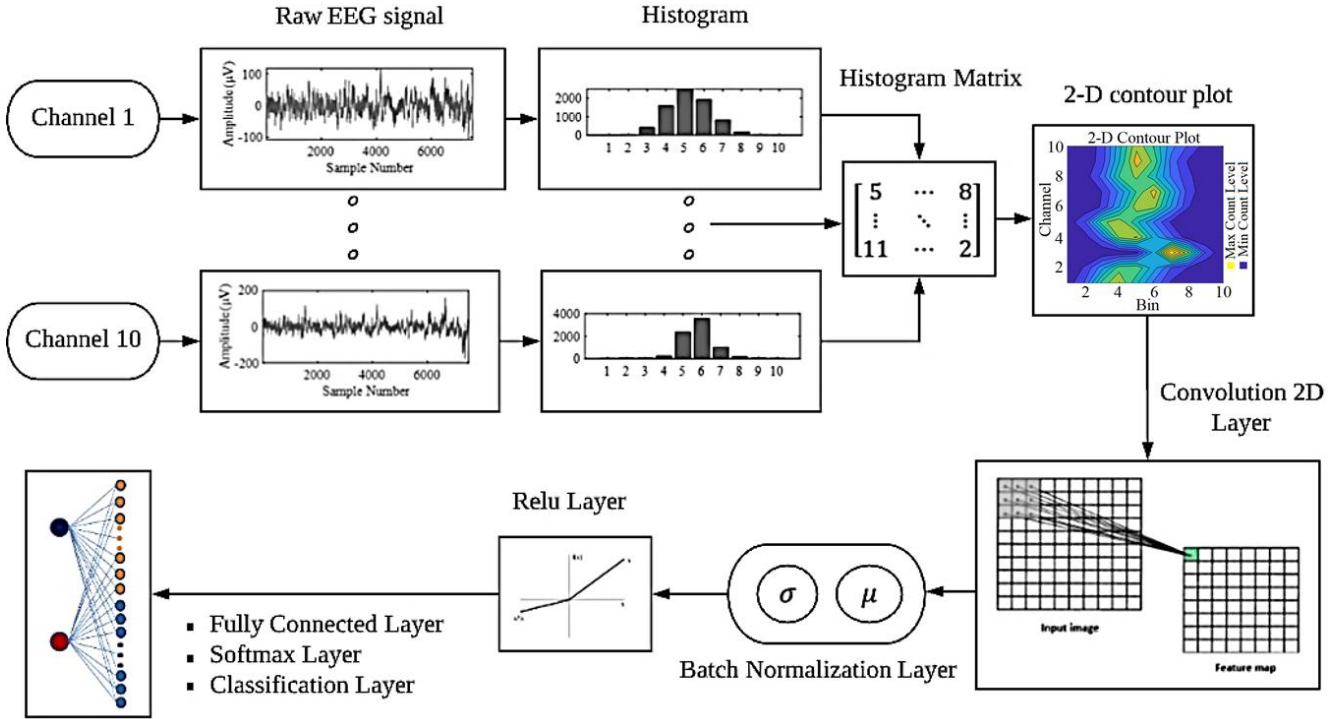 Raw EEG signal
Histogram
Channel 1
Amplitude(μV)
100
0
-100
2000 4000 6000
Sample Number
2000
1000
0
1 2 3 4 5 6 7 8 9 10
Histogram Matrix
5 ... 8
⋮ ⋱ ⋮
11 ... 2
2-D contour plot
2-D Contour Plot
Channel
10
8
6
4
2
2 4 6 8 10
Bin
Max Count Level
Min Count Level
Channel 10
Amplitude(μV)
200
0
-200
2000 4000 6000
Sample Number
4000
2000
0
1 2 3 4 5 6 7 8 9 10
Convolution 2D
Layer
Input image
Feature map
σ μ
Batch Normalization Layer
Relu Layer
▪ Fully Connected Layer
▪ Softmax Layer
▪ Classification Layer